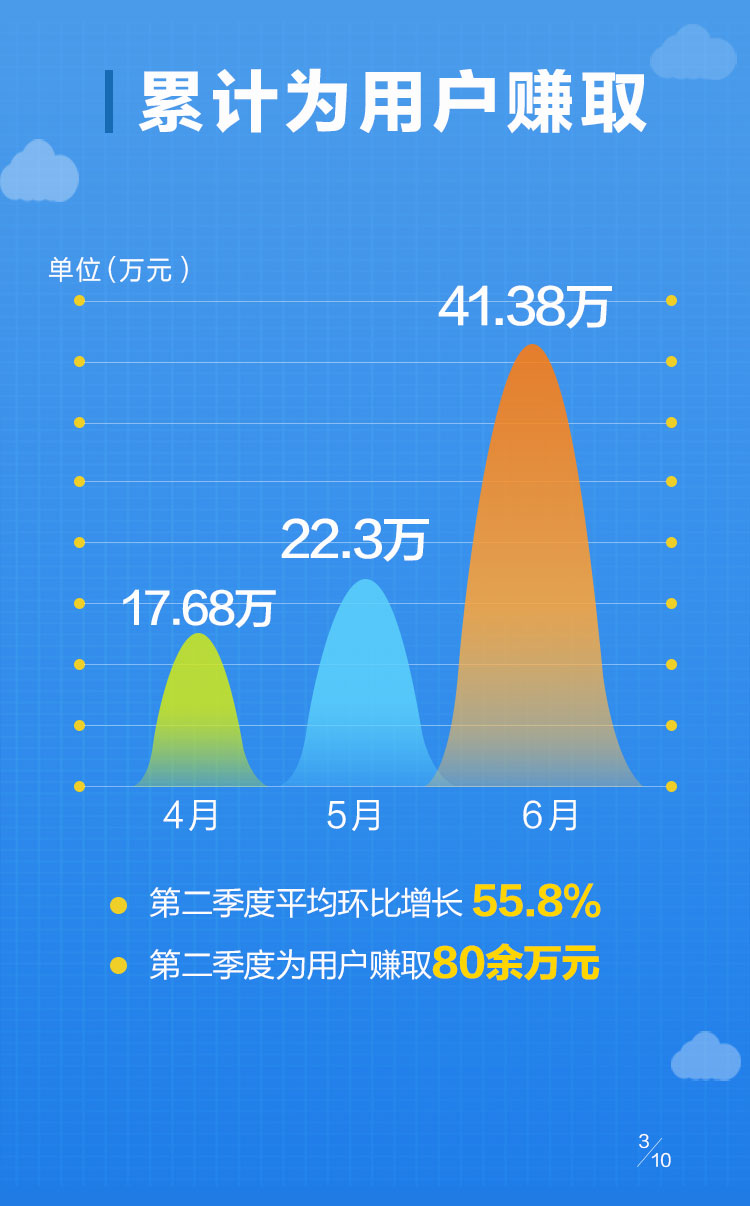 累计为用户赚取
单位(万元)
41.38万
22.3万
17.68万
4月 5月 6月
第二季度平均环比增长 55.8%
第二季度为用户赚取80余万元
3/10